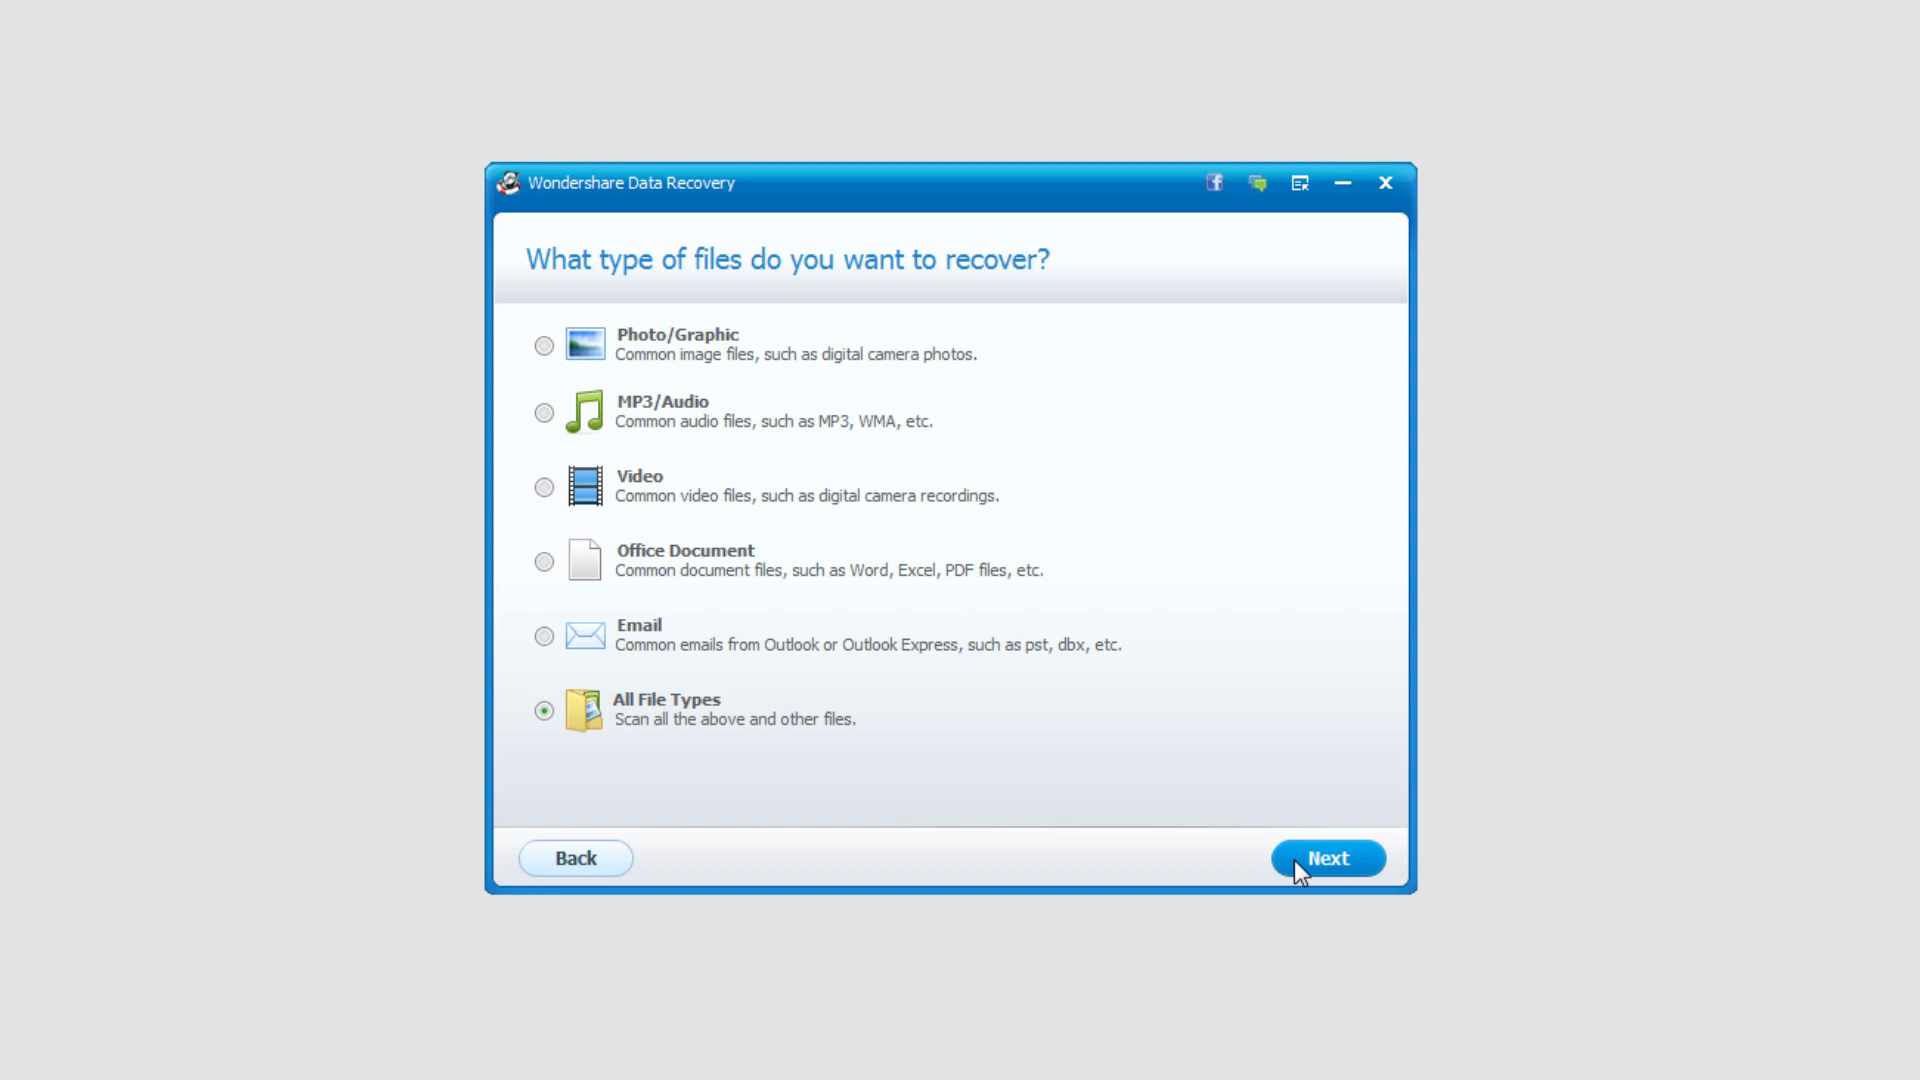 Wondershare Data Recovery
What type of files do you want to recover?
Photo/Graphic
Common image files, such as digital camera photos.
MP3/Audio
Common audio files, such as MP3, WMA, etc.
Video
Common video files, such as digital camera recordings.
Office Document
Common document files, such as Word, Excel, PDF files, etc.
Email
Common emails from Outlook or Outlook Express, such as pst, dbx, etc.
All File Types
Scan all the above and other files.
Back
Next